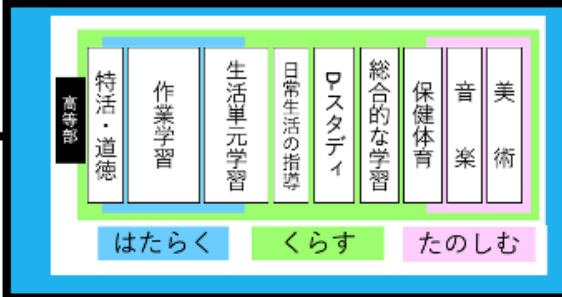 高等部
特活・道徳
作業学習
生活単元学習
日常生活の指導
D-スタディ
総合的な学習
保健体育
音楽
美術
はたらく
くらす
たのしむ